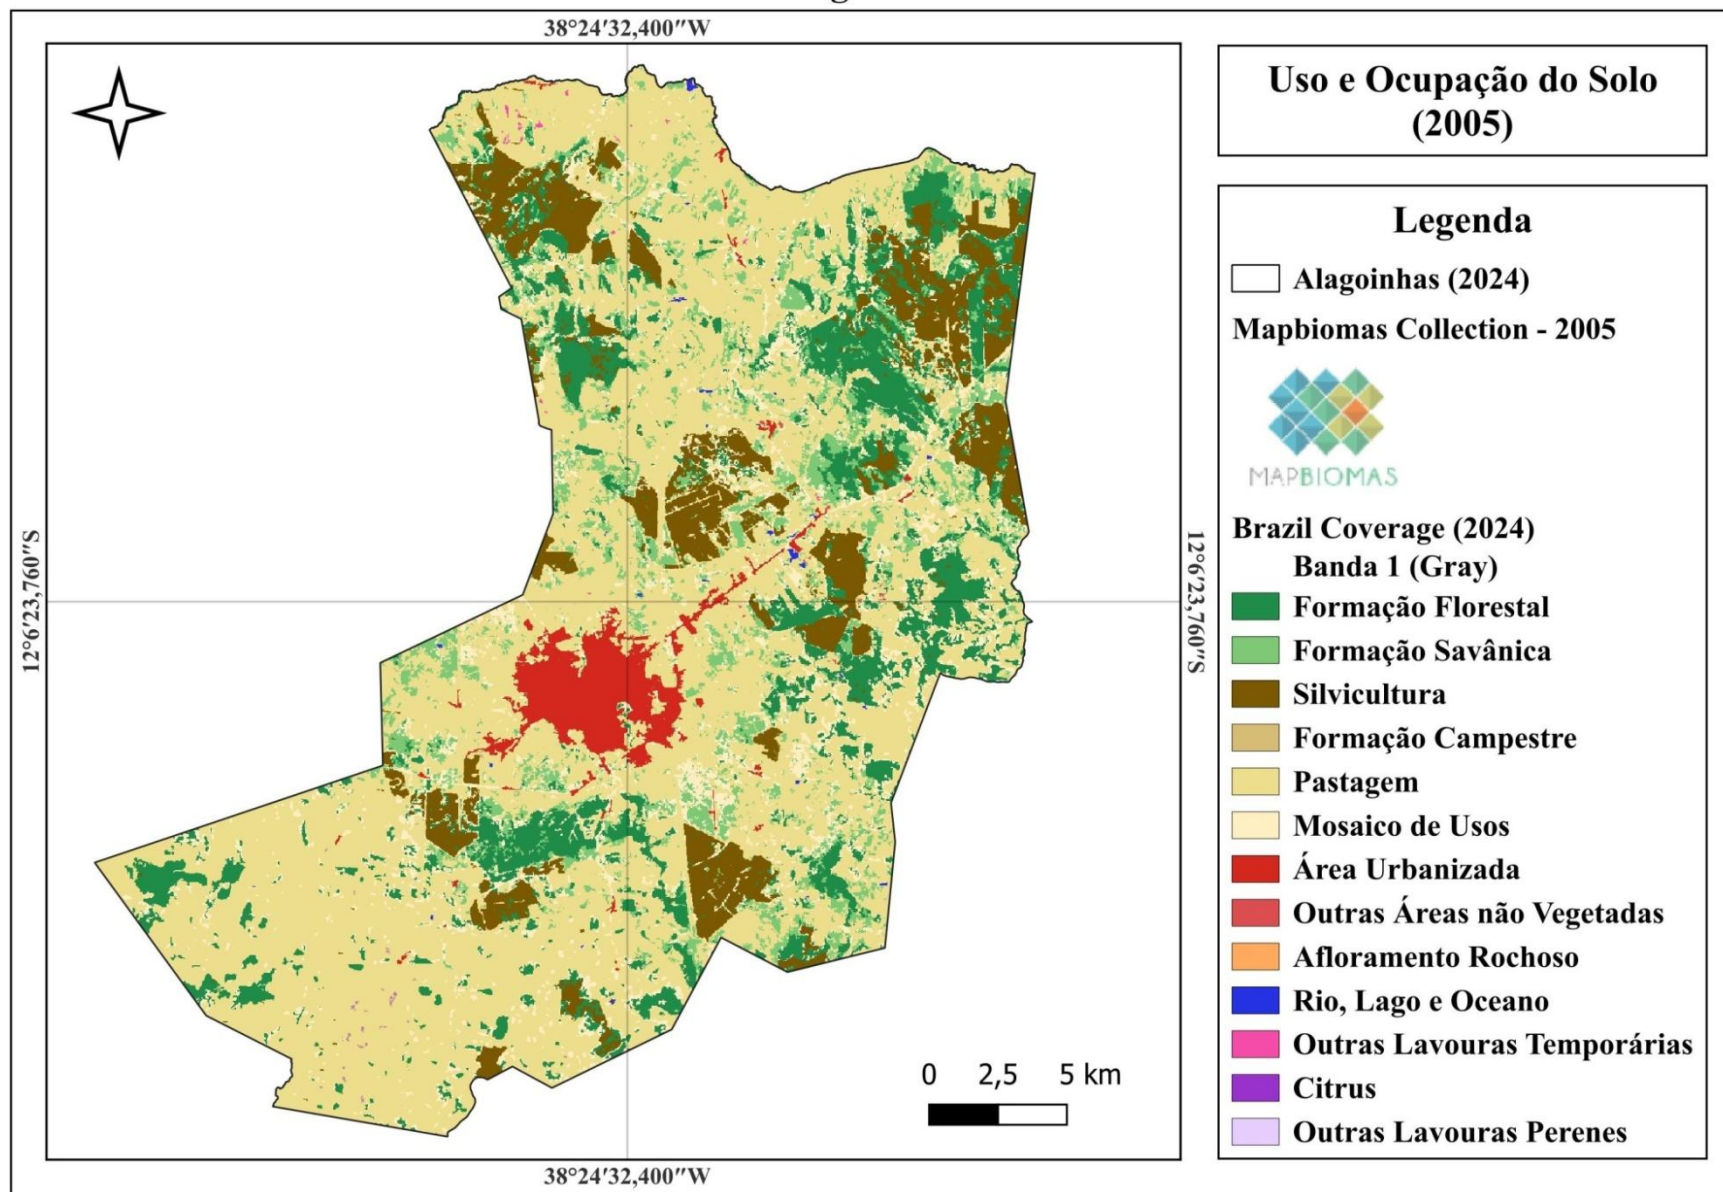 38°24′32,400″W
12°6′23,760″S
12°6′23,760″S
0 2,5 5 km
38°24′32,400″W
Uso e Ocupação do Solo
(2005)
Legenda
Alagoinhas (2024)
Mapbiomas Collection - 2005
MAPBIOMAS
Brazil Coverage (2024)
Banda 1 (Gray)
Formação Florestal
Formação Savânica
Silvicultura
Formação Campestre
Pastagem
Mosaico de Usos
Área Urbanizada
Outras Áreas não Vegetadas
Afloramento Rochoso
Rio, Lago e Oceano
Outras Lavouras Temporárias
Citrus
Outras Lavouras Perenes